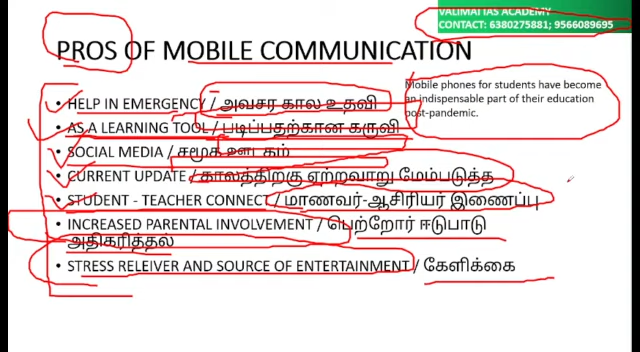 VALIMAI IAS ACADEMY
CONTACT: 6380275881; 9566089695
PROS OF MOBILE COMMUNICATION
Mobile phones for students have become
an indispensable part of their education
post-pandemic.
• HELP IN EMERGENCY / அவசர கால உதவி
• AS A LEARNING TOOL / படிப்பதற்கான கருவி
• SOCIAL MEDIA / சமூக ஊடகம்
• CURRENT UPDATE / காலத்திற்கு ஏற்றவாறு மேம்படுத்த
• STUDENT - TEACHER CONNECT / மாணவர்-ஆசிரியர் இணைப்பு
• INCREASED PARENTAL INVOLVEMENT / பெற்றோர் ஈடுபாடு
அதிகரித்தல்
• STRESS RELEIVER AND SOURCE OF ENTERTAINMENT / கேளிக்கை